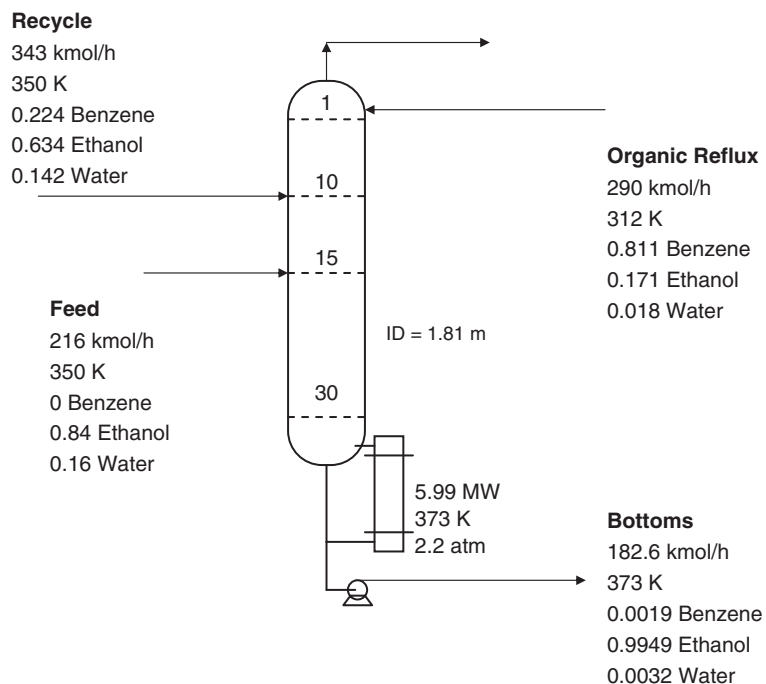 Recycle
343 kmol/h
350 K
0.224 Benzene
0.634 Ethanol
0.142 Water
1
10
15
30
Organic Reflux
290 kmol/h
312 K
0.811 Benzene
0.171 Ethanol
0.018 Water
Feed
216 kmol/h
350 K
0 Benzene
0.84 Ethanol
0.16 Water
ID = 1.81 m
5.99 MW
373 K
2.2 atm
Bottoms
182.6 kmol/h
373 K
0.0019 Benzene
0.9949 Ethanol
0.0032 Water